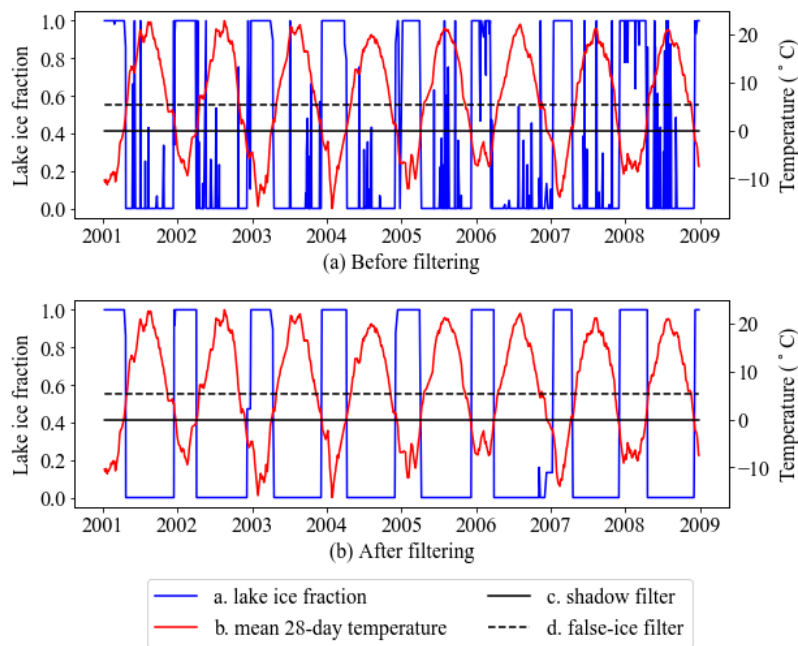 1.0
0.8
0.6
0.4
0.2
0.0
Lake ice fraction
20
10
0
−10
Temperature ( ˚ C)
2001 2002 2003 2004 2005 2006 2007 2008 2009
(a) Before filtering
1.0
0.8
0.6
0.4
0.2
0.0
Lake ice fraction
20
10
0
−10
Temperature ( ˚ C)
2001 2002 2003 2004 2005 2006 2007 2008 2009
(b) After filtering
a. lake ice fraction
b. mean 28-day temperature
c. shadow filter
d. false-ice filter